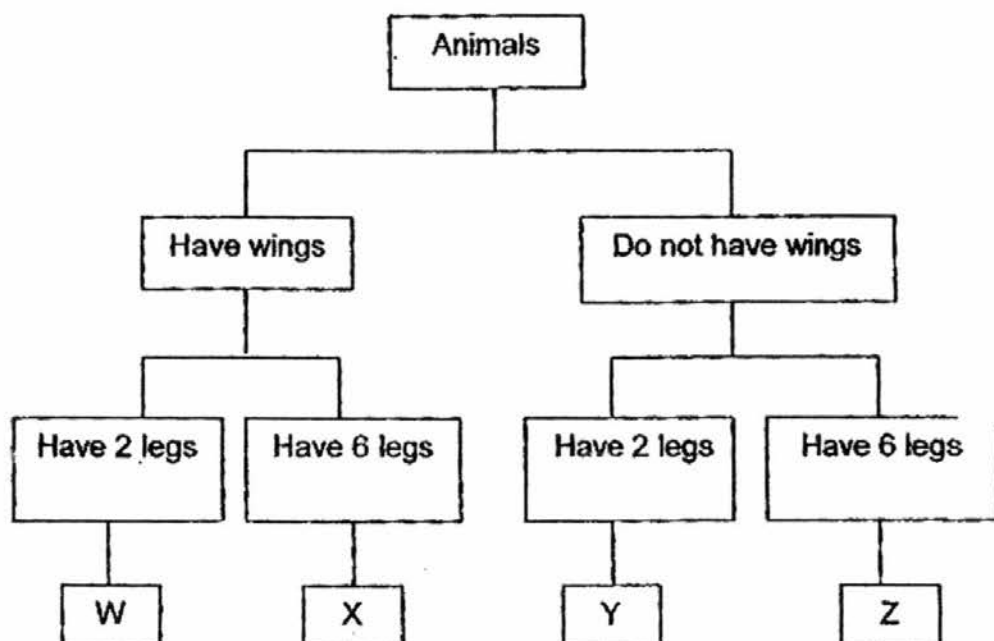 Animals
Have wings
Do not have wings
Have 2 legs
Have 6 legs
Have 2 legs
Have 6 legs
W
X
Y
Z